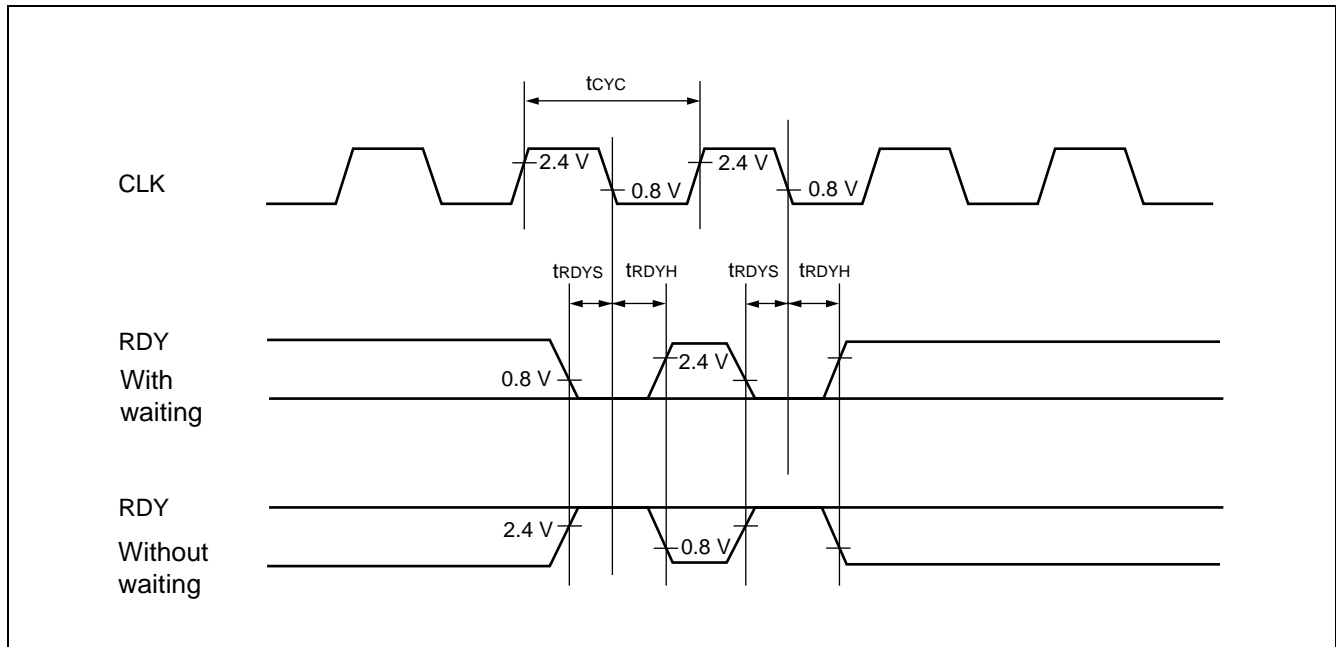 tCYC
CLK
2.4 V
0.8 V
2.4 V
0.8 V
tRDYS
tRDYH
tRDYS
tRDYH
RDY
With
waiting
0.8 V
2.4 V
RDY
Without
waiting
2.4 V
0.8 V